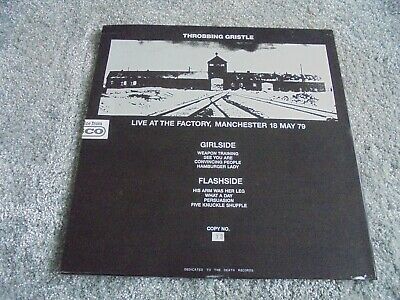 THROBBING GRISTLE
LIVE AT THE FACTORY, MANCHESTER 18 MAY 79
GIRLSIDE
WEAPON TRAINING
SEE YOU ARE
CONVINCING PEOPLE
HAMBURGER LADY
FLASHSIDE
HIS ARM WAS HER LEG
WHAT A DAY
PERSUASION
FIVE KNUCKLE SHUFFLE
COPY NO.
DEDICATED TO THE DEATH RECORDS